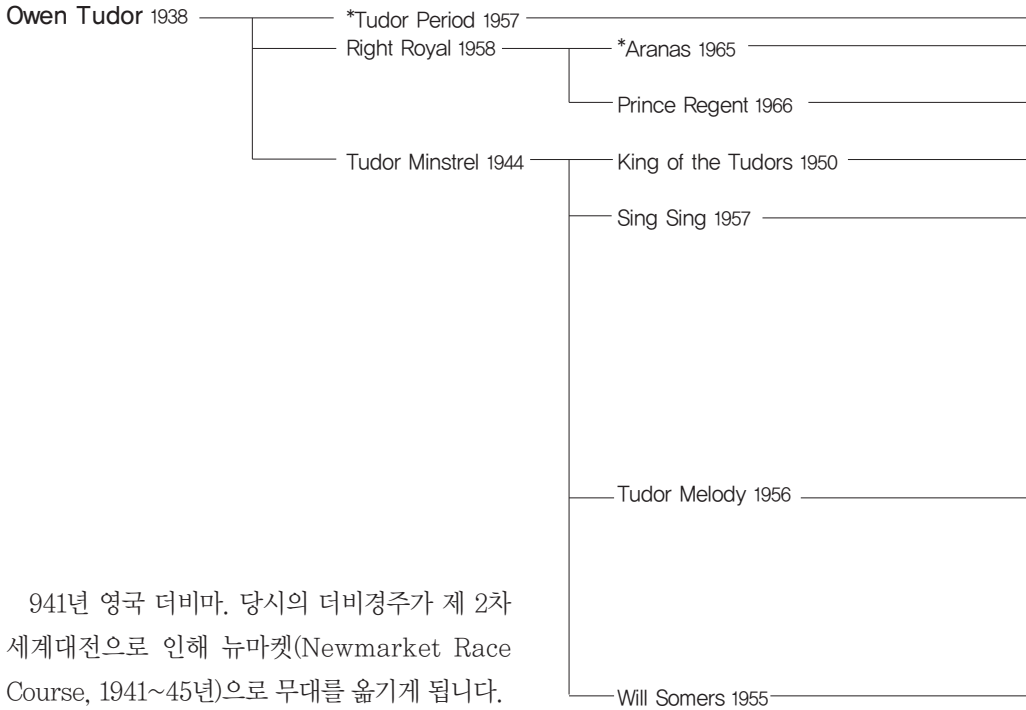 Owen Tudor 1938
*Tudor Period 1957
Right Royal 1958
*Aranas 1965
Prince Regent 1966
Tudor Minstrel 1944
King of the Tudors 1950
Sing Sing 1957
Tudor Melody 1956
941년 영국 더비마. 당시의 더비경주가 제 2차
세계대전으로 인해 뉴마켓(Newmarket Race
Course, 1941~45년)으로 무대를 옮기게 됩니다.
Will Somers 1955